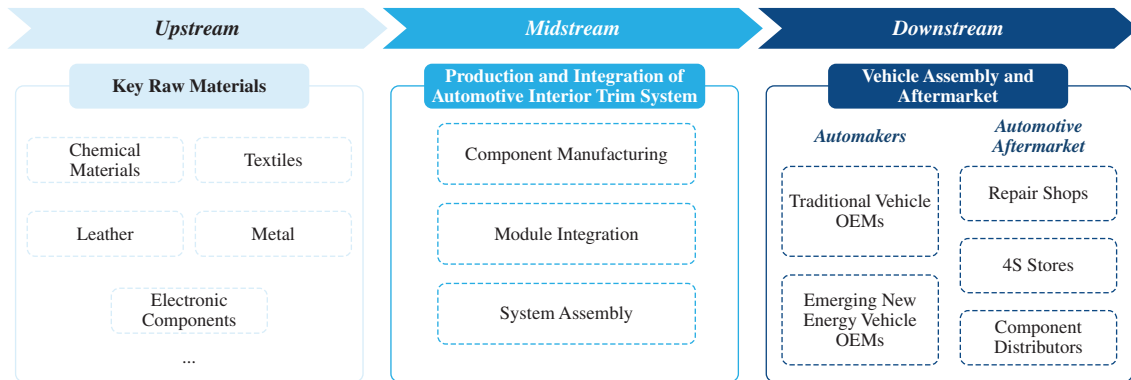 Upstream
Midstream
Downstream
Key Raw Materials
Chemical
Materials
Textiles
Leather
Metal
Electronic
Components
...
Production and Integration of
Automotive Interior Trim System
Component Manufacturing
Module Integration
System Assembly
Vehicle Assembly and
Aftermarket
Automakers
Traditional Vehicle
OEMs
Emerging New
Energy Vehicle
OEMs
Automotive
Aftermarket
Repair Shops
4S Stores
Component
Distributors